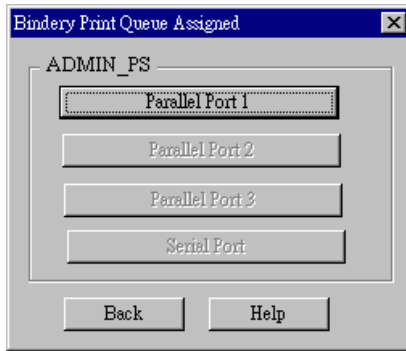 Bindery Print Queue Assigned
ADMIN_PS
Parallel Port 1
Parallel Port 2
Parallel Port 3
Serial Port
Back Help